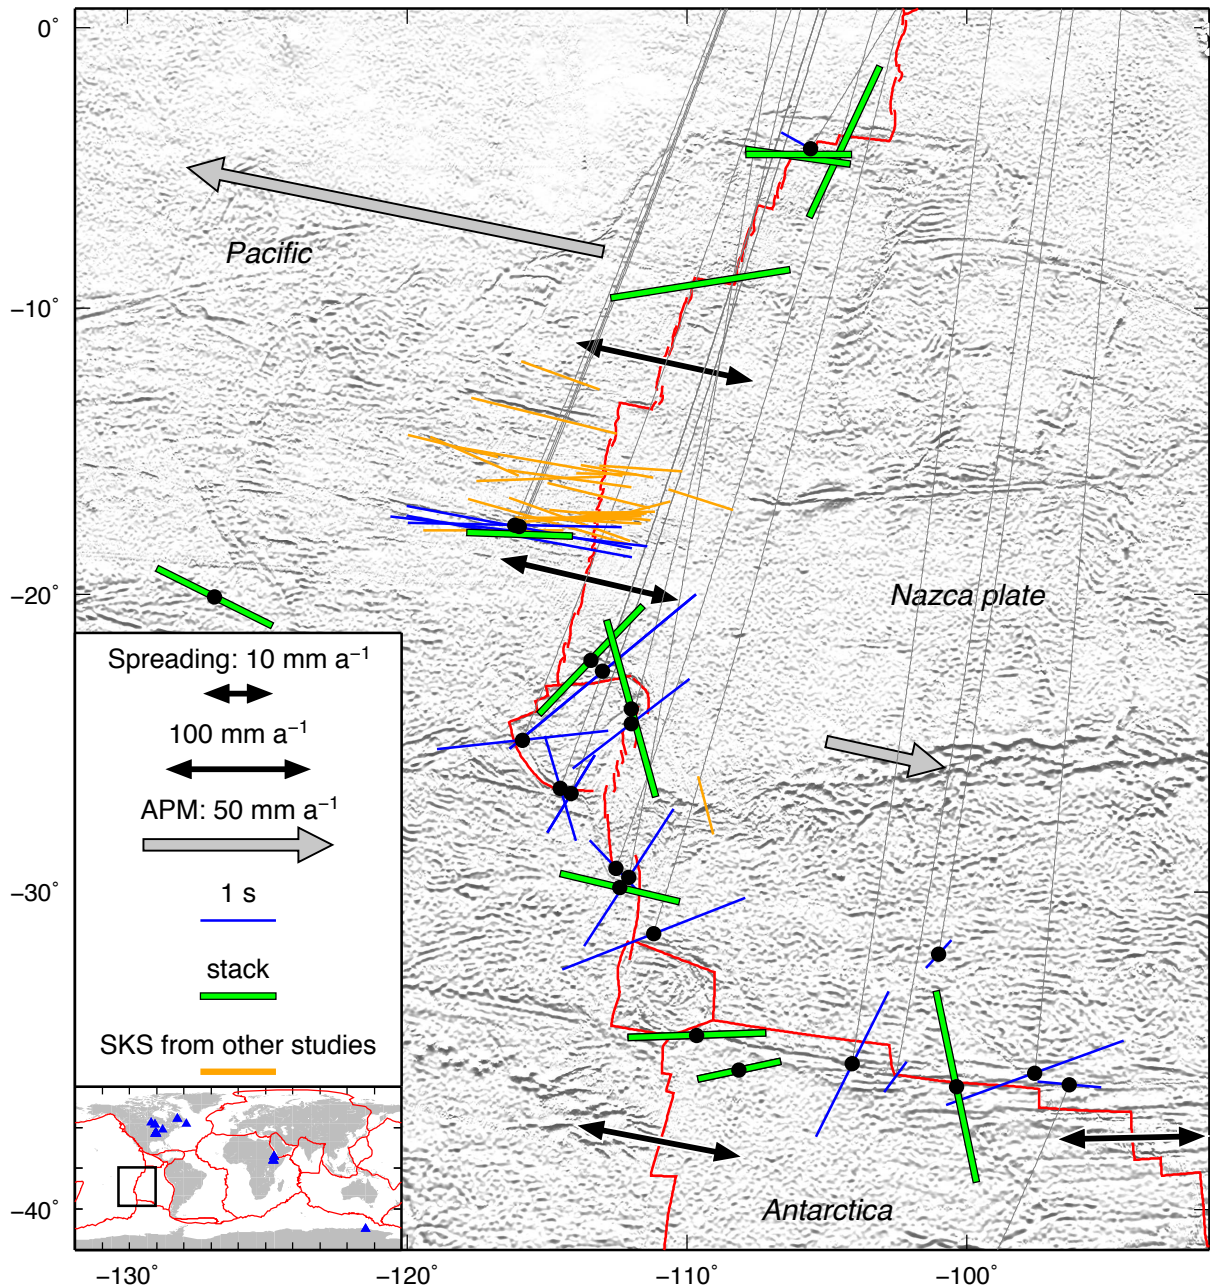 0°
Pacific
−10°
Nazca plate
−20°
Spreading: 10 mm a⁻¹
100 mm a⁻¹
APM: 50 mm a⁻¹
1 s
−30°
stack
SKS from other studies
Antarctica
−40°
−130° −120° −110° −100°